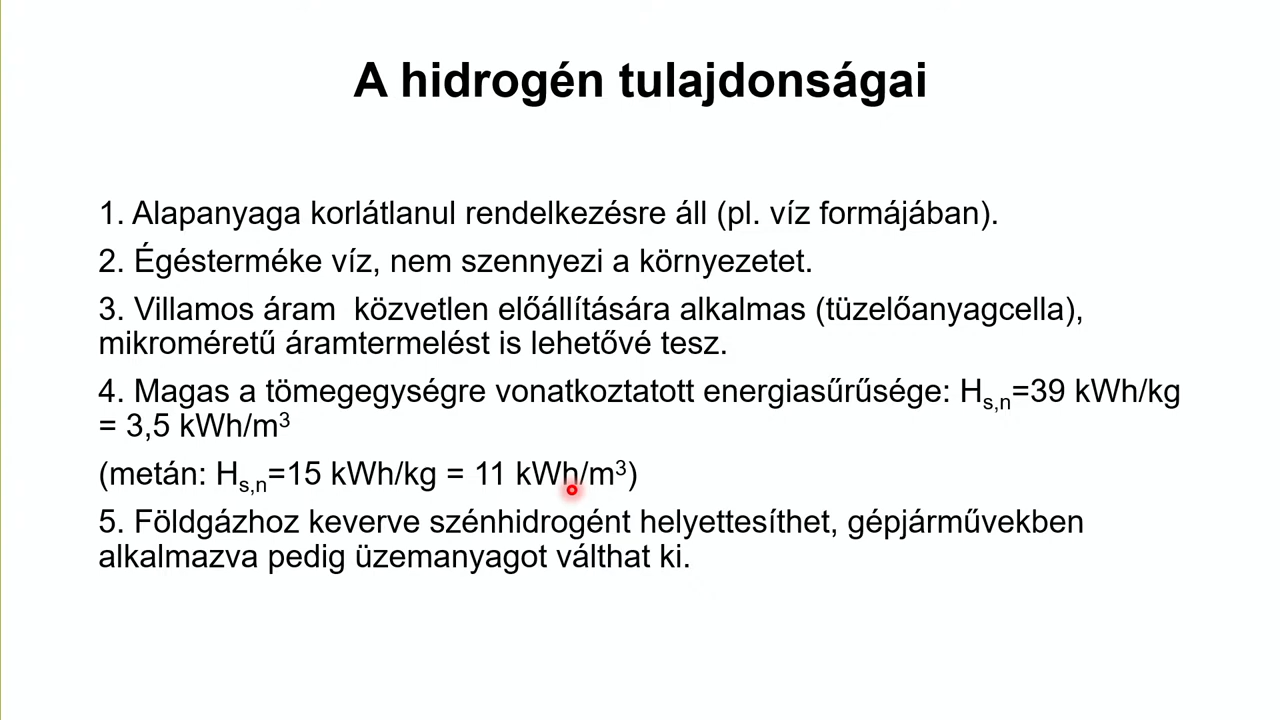 A hidrogén tulajdonságai
1. Alapanyaga korlátlanul rendelkezésre áll (pl. víz formájában).
2. Égésterméke víz, nem szennyezi a környezetet.
3. Villamos áram  közvetlen előállítására alkalmas (tüzelőanyagcella),
mikroméretű áramtermelést is lehetővé tesz.
4. Magas a tömegegységre vonatkoztatott energiasűrűsége: Hs,n=39 kWh/kg
= 3,5 kWh/m³
(metán: Hs,n=15 kWh/kg = 11 kWh/m³)
5. Földgázhoz keverve szénhidrogént helyettesíthet, gépjárművekben
alkalmazva pedig üzemanyagot válthat ki.